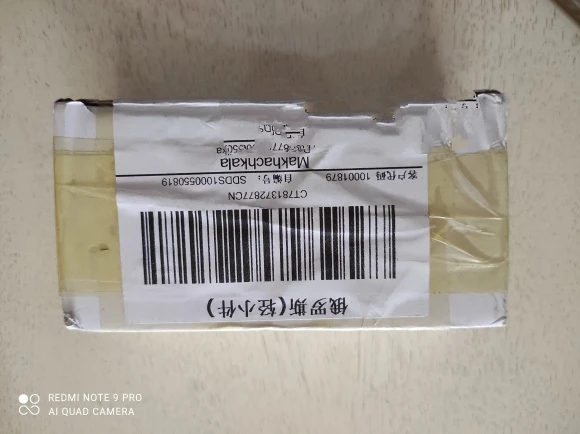 俄罗斯(轻小件)
CT781372877CN
客户代码 10001879 自编号: SDDS1000550819
Makhachkala
REDMI NOTE 9 PRO
AI QUAD CAMERA